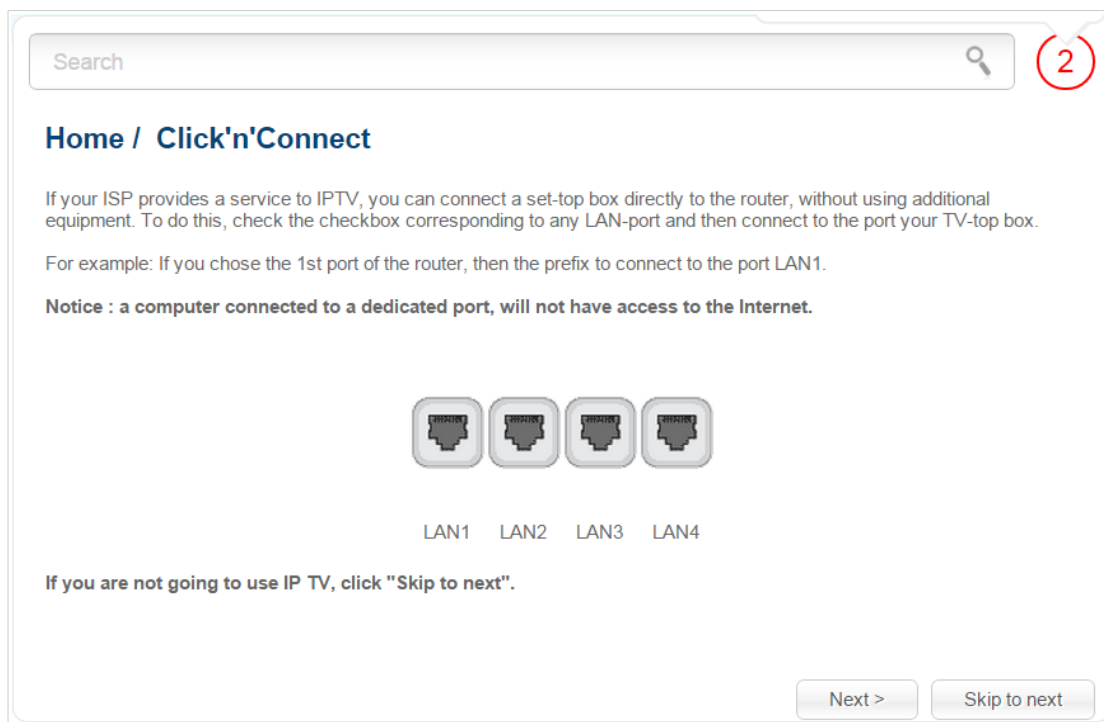 Search
2
Home / Click'n'Connect
If your ISP provides a service to IPTV, you can connect a set-top box directly to the router, without using additional
equipment. To do this, check the checkbox corresponding to any LAN-port and then connect to the port your TV-top box.
For example: If you chose the 1st port of the router, then the prefix to connect to the port LAN1.
Notice : a computer connected to a dedicated port, will not have access to the Internet.
LAN1 LAN2 LAN3 LAN4
If you are not going to use IP TV, click "Skip to next".
Next > Skip to next